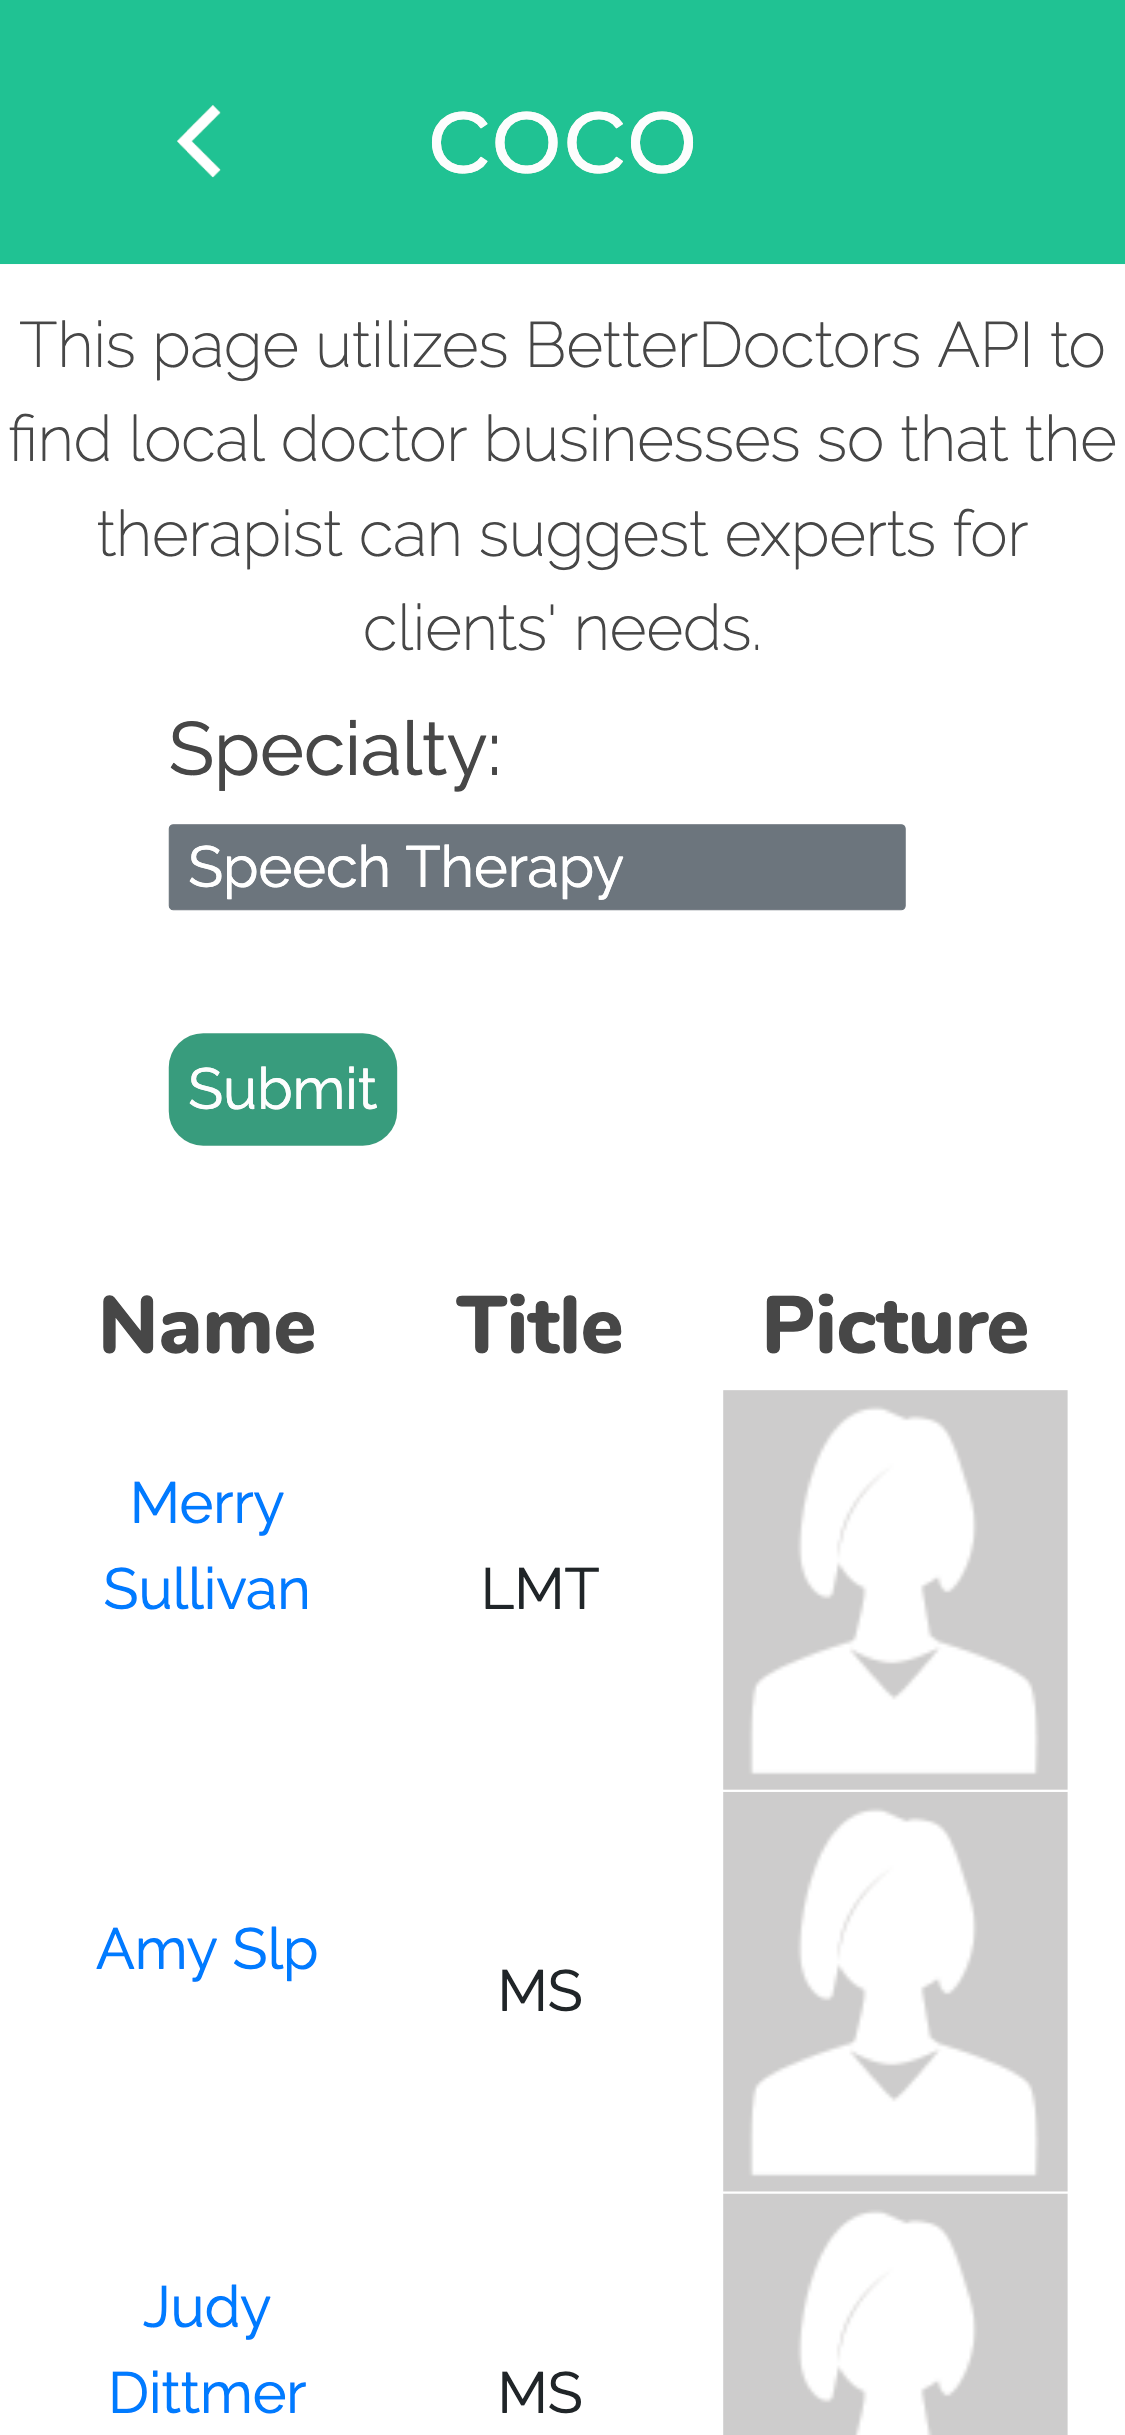 COCO
This page utilizes BetterDoctors API to
find local doctor businesses so that the
therapist can suggest experts for
clients' needs.
Specialty:
Speech Therapy
Submit
Name Title Picture
Merry
Sullivan LMT
Amy Slp
MS
Judy
Dittmer MS